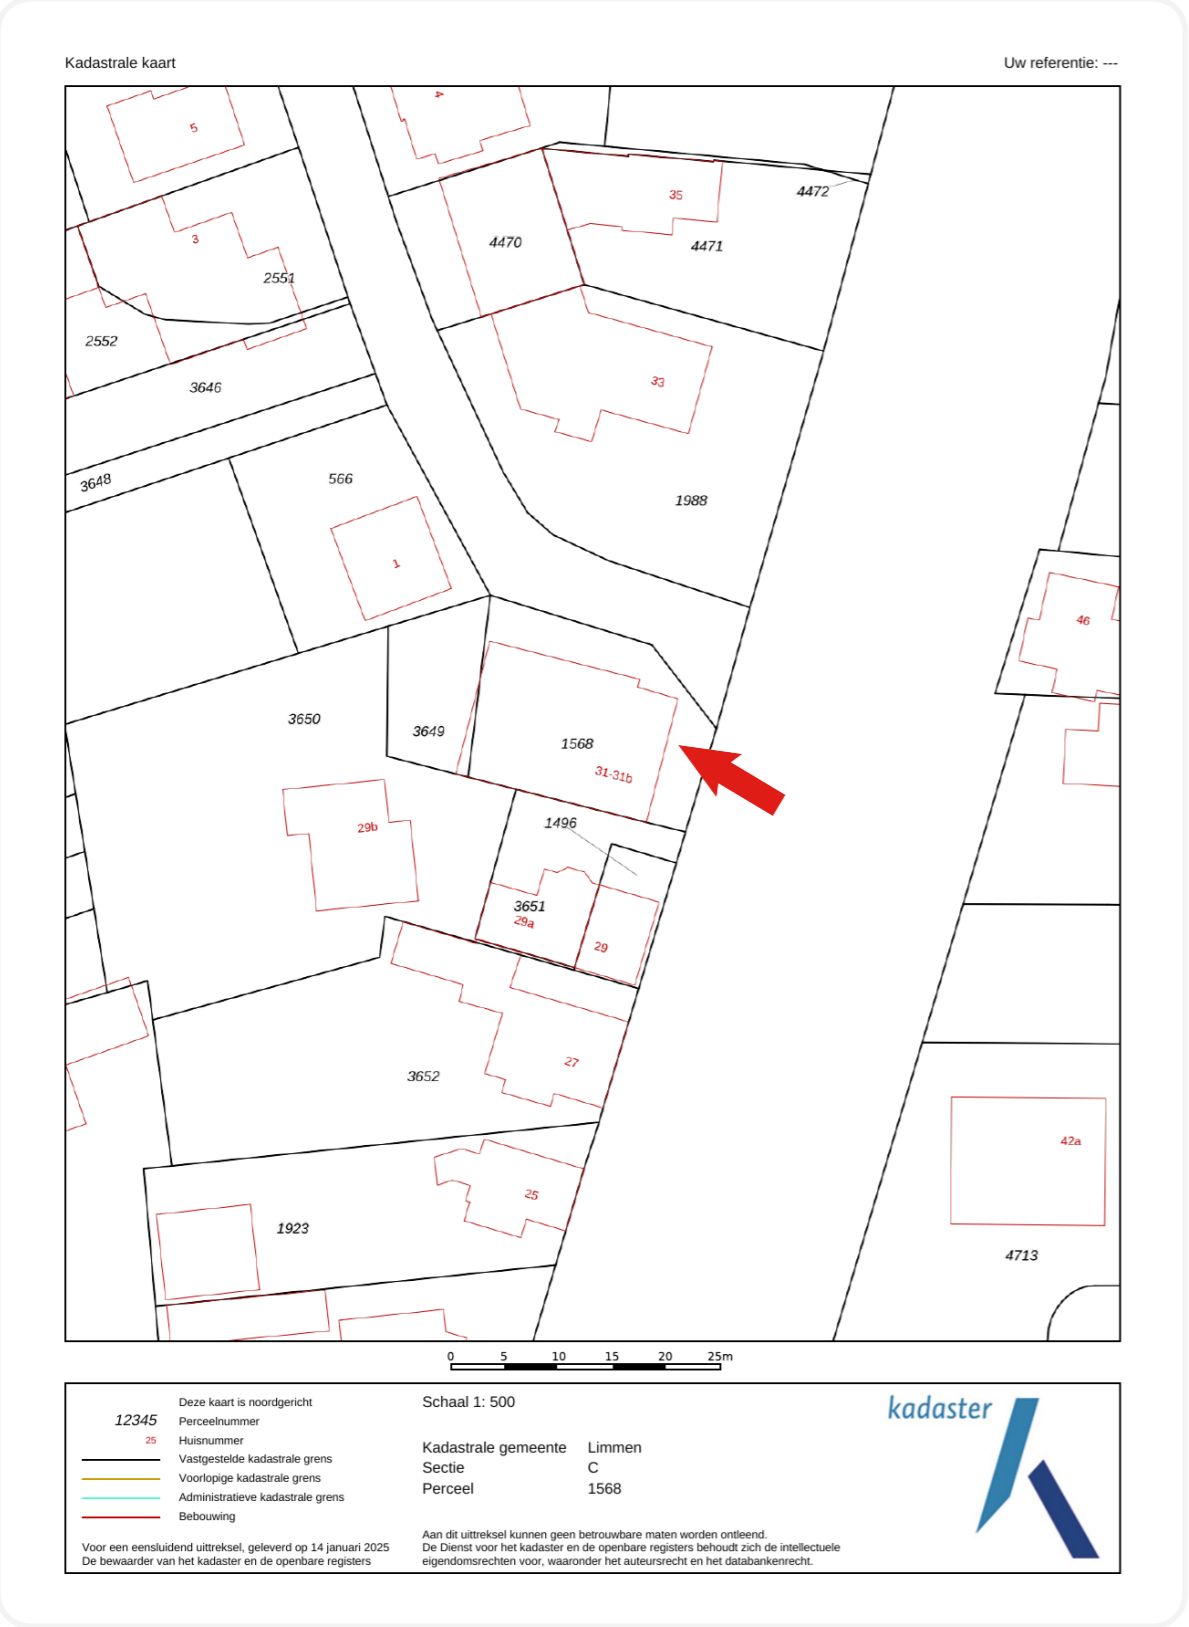 Kadastrale kaart
Uw referentie: ---
4
5
35
4472
3
4470
4471
2551
2552
33
3646
566
3648
1988
1
46
3650
3649
1568
31-31b
1496
29b
3651
29a
29
27
3652
42a
25
1923
4713
0 5 10 15 20 25m
Deze kaart is noordgericht
12345 Perceelnummer
25 Huisnummer
Vastgestelde kadastrale grens
Voorlopige kadastrale grens
Administratieve kadastrale grens
Bebouwing
Voor een eensluidend uittreksel, geleverd op 14 januari 2025
De bewaarder van het kadaster en de openbare registers
Schaal 1: 500
Kadastrale gemeente Limmen
Sectie C
Perceel 1568
Aan dit uittreksel kunnen geen betrouwbare maten worden ontleend.
De Dienst voor het kadaster en de openbare registers behoudt zich de intellectuele
eigendomsrechten voor, waaronder het auteursrecht en het databankenrecht.
kadaster